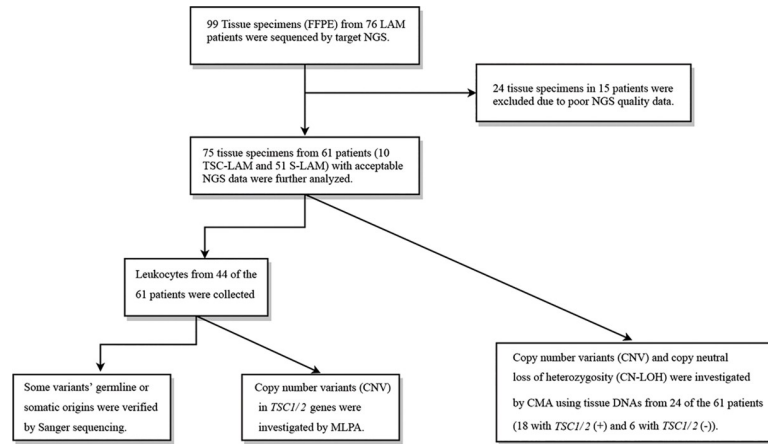 99 Tissue specimens (FFPE) from 76 LAM
patients were sequenced by target NGS.
24 tissue specimens in 15 patients were
excluded due to poor NGS quality data.
75 tissue specimens from 61 patients (10
TSC-LAM and 51 S-LAM) with acceptable
NGS data were further analyzed.
Leukocytes from 44 of the
61 patients were collected
Some variants’ germline or
somatic origins were verified
by Sanger sequencing.
Copy number variants (CNV)
in TSC1/2 genes were
investigated by MLPA.
Copy number variants (CNV) and copy neutral
loss of heterozygosity (CN-LOH) were investigated
by CMA using tissue DNAs from 24 of the 61 patients
(18 with TSC1/2 (+) and 6 with TSC1/2 (-)).